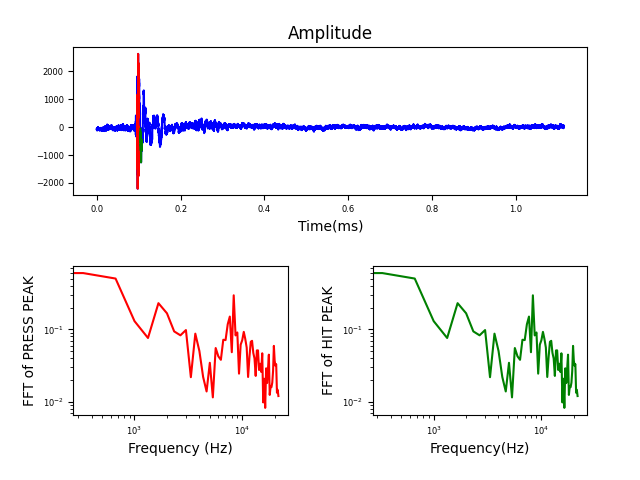 Amplitude
2000
1000
0
−1000
−2000
0.0 0.2 0.4 0.6 0.8 1.0
Time(ms)
FFT of PRESS PEAK
10⁻¹
10⁻²
10³ 10⁴
Frequency (Hz)
FFT of HIT PEAK
10⁻¹
10⁻²
10³ 10⁴
Frequency(Hz)